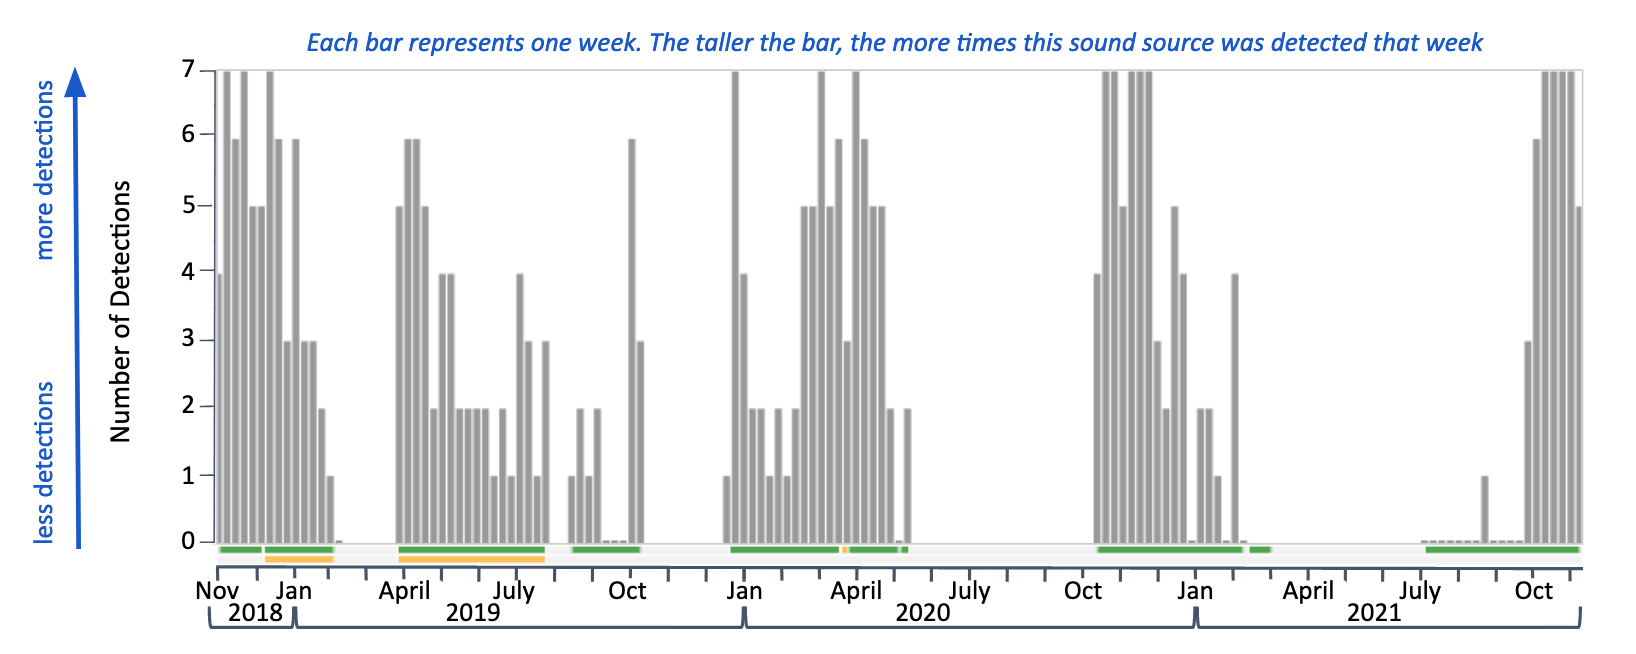 Each bar represents one week. The taller the bar, the more times this sound source was detected that week
more detections
less detections
Number of Detections
7
6
5
4
3
2
1
0
Nov Jan April July Oct Jan April July Oct Jan April July Oct
2018 2019 2020 2021